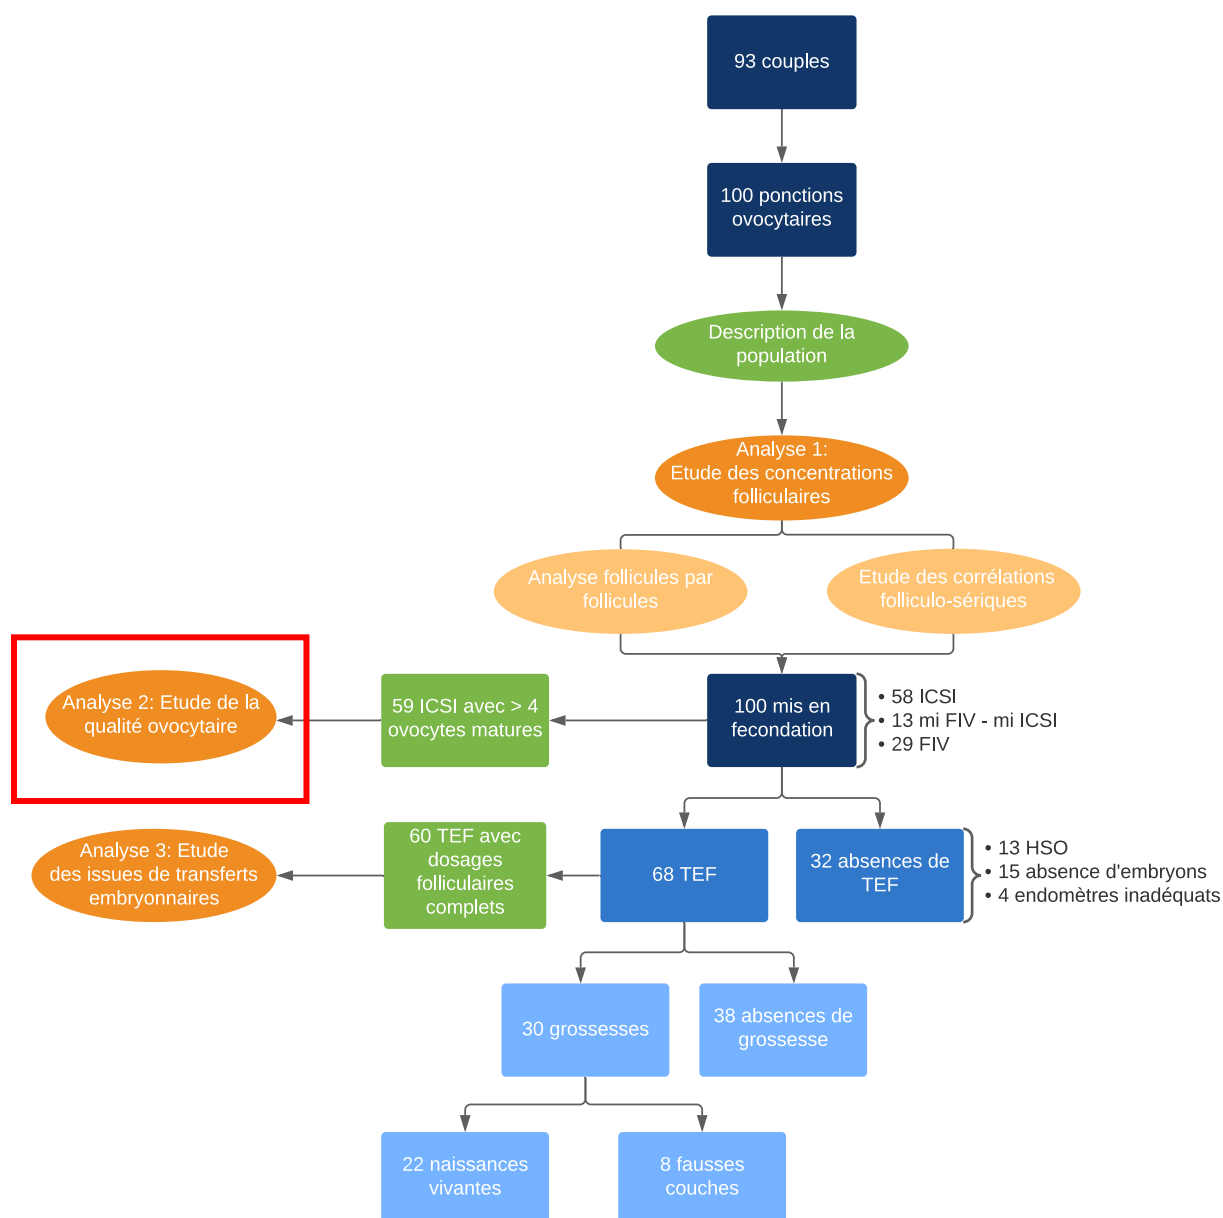 93 couples
100 ponctions
ovocytaires
Description de la
population
Analyse 1:
Etude des concentrations
folliculaires
Analyse follicules par
follicules
Etude des corrélations
folliculo-sériques
Analyse 2: Etude de la
qualité ovocytaire
59 ICSI avec > 4
ovocytes matures
100 mis en
fecondation
• 58 ICSI
• 13 mi FIV - mi ICSI
• 29 FIV
Analyse 3: Etude
des issues de transferts
embryonnaires
60 TEF avec
dosages
folliculaires
complets
68 TEF
32 absences de
TEF
• 13 HSO
• 15 absence d'embryons
• 4 endomètres inadéquats
30 grossesses
38 absences de
grossesse
22 naissances
vivantes
8 fausses
couches